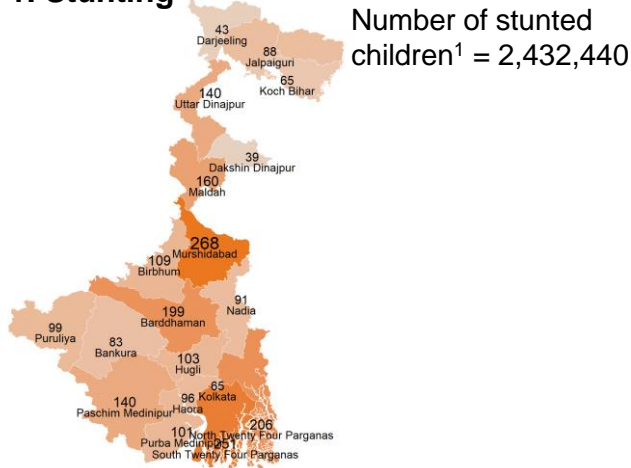 1. Stunting
Number of stunted
children¹ = 2,432,440
43
Darjeeling
88
Jalpaiguri
65
Koch Bihar
140
Uttar Dinajpur
39
Dakshin Dinajpur
160
Maldah
268
Murshidabad
109
Birbhum
91
Nadia
199
Barddhaman
99
Puruliya
83
Bankura
103
Hugli
65
Kolkata
96
Haora
140
Paschim Medinipur
206
North Twenty Four Parganas
101
Purba Medinipur
251
South Twenty Four Parganas